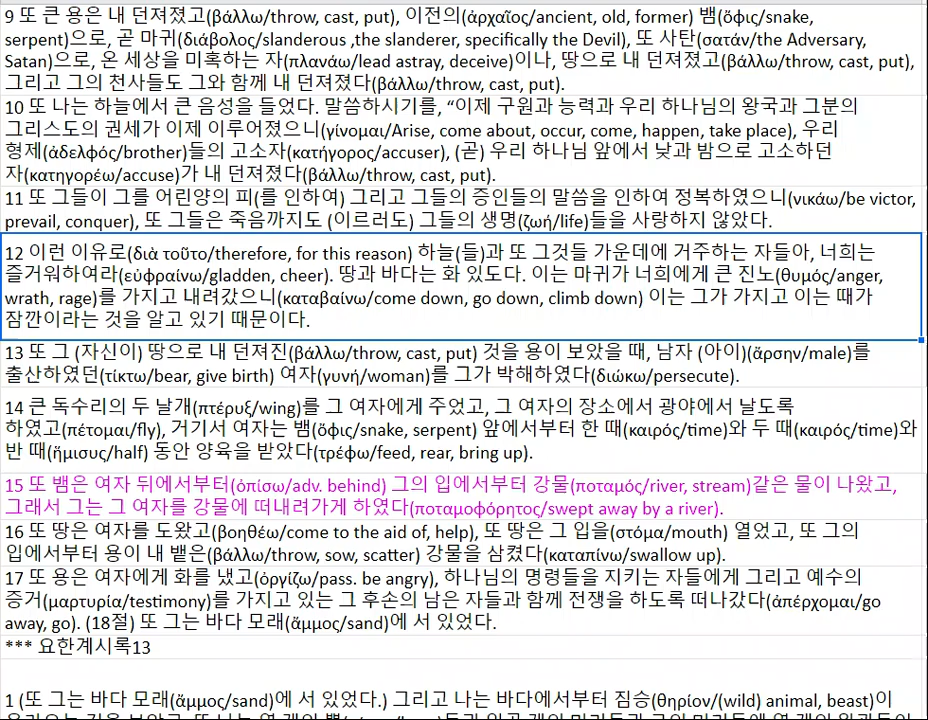 9 또 큰 용은 내 던져졌고(βάλλω/throw, cast, put), 이전의(ἀρχαῖος/ancient, old, former) 뱀(ὄφις/snake,
serpent)으로, 곧 마귀(διάβολος/slanderous ,the slanderer, specifically the Devil), 또 사탄(σατάν/the Adversary,
Satan)으로, 온 세상을 미혹하는 자(πλανάω/lead astray, deceive)이나, 땅으로 내 던져졌고(βάλλω/throw, cast, put),
그리고 그의 천사들도 그와 함께 내 던져졌다(βάλλω/throw, cast, put).
10 또 나는 하늘에서 큰 음성을 들었다. 말씀하시기를, “이제 구원과 능력과 우리 하나님의 왕국과 그분의
그리스도의 권세가 이제 이루어졌으니(γίνομαι/Arise, come about, occur, come, happen, take place), 우리
형제(ἀδελφός/brother)들의 고소자(κατήγορος/accuser), (곧) 우리 하나님 앞에서 낮과 밤으로 고소하던
자(κατηγορέω/accuse)가 내 던져졌다(βάλλω/throw, cast, put).
11 또 그들이 그를 어린양의 피(를 인하여) 그리고 그들의 증인들의 말씀을 인하여 정복하였으니(νικάω/be victor,
prevail, conquer), 또 그들은 죽음까지도 (이르러도) 그들의 생명(ζωή/life)들을 사랑하지 않았다.
12 이런 이유로(διὰ τοῦτο/therefore, for this reason) 하늘(들)과 또 그것들 가운데에 거주하는 자들아, 너희는
즐거워하여라(εὐφραίνω/gladden, cheer). 땅과 바다는 화 있도다. 이는 마귀가 너희에게 큰 진노(θυμός/anger,
wrath, rage)를 가지고 내려갔으니(καταβαίνω/come down, go down, climb down) 이는 그가 가지고 이는 때가
잠깐이라는 것을 알고 있기 때문이다.
13 또 그 (자신이) 땅으로 내 던져진(βάλλω/throw, cast, put) 것을 용이 보았을 때, 남자 (아이)(ἄρσην/male)를
출산하였던(τίκτω/bear, give birth) 여자(γυνή/woman)를 그가 박해하였다(διώκω/persecute).
14 큰 독수리의 두 날개(πτέρυξ/wing)를 그 여자에게 주었고, 그 여자의 장소에서 광야에서 날도록
하였고(πέτομαι/fly), 거기서 여자는 뱀(ὄφις/snake, serpent) 앞에서부터 한 때(καιρός/time)와 두 때(καιρός/time)와
반 때(ἥμισυς/half) 동안 양육을 받았다(τρέφω/feed, rear, bring up).
15 또 뱀은 여자 뒤에서부터(ὀπίσω/adv. behind) 그의 입에서부터 강물(ποταμός/river, stream)같은 물이 나왔고,
그래서 그는 그 여자를 강물에 떠내려가게 하였다(ποταμοφόρητος/swept away by a river).
16 또 땅은 여자를 도왔고(βοηθέω/come to the aid of, help), 또 땅은 그 입을(στόμα/mouth) 열었고, 또 그의
입에서부터 용이 내 뱉은(βάλλω/throw, sow, scatter) 강물을 삼켰다(καταπίνω/swallow up).
17 또 용은 여자에게 화를 냈고(ὀργίζω/pass. be angry), 하나님의 명령들을 지키는 자들에게 그리고 예수의
증거(μαρτυρία/testimony)를 가지고 있는 그 후손의 남은 자들과 함께 전쟁을 하도록 떠나갔다(ἀπέρχομαι/go
away, go). (18절) 또 그는 바다 모래(ἄμμος/sand)에 서 있었다.
*** 요한계시록13
1 (또 그는 바다 모래(ἄμμος/sand)에 서 있었다.) 그리고 나는 바다에서부터 짐승(θηρίον/(wild) animal, beast)이